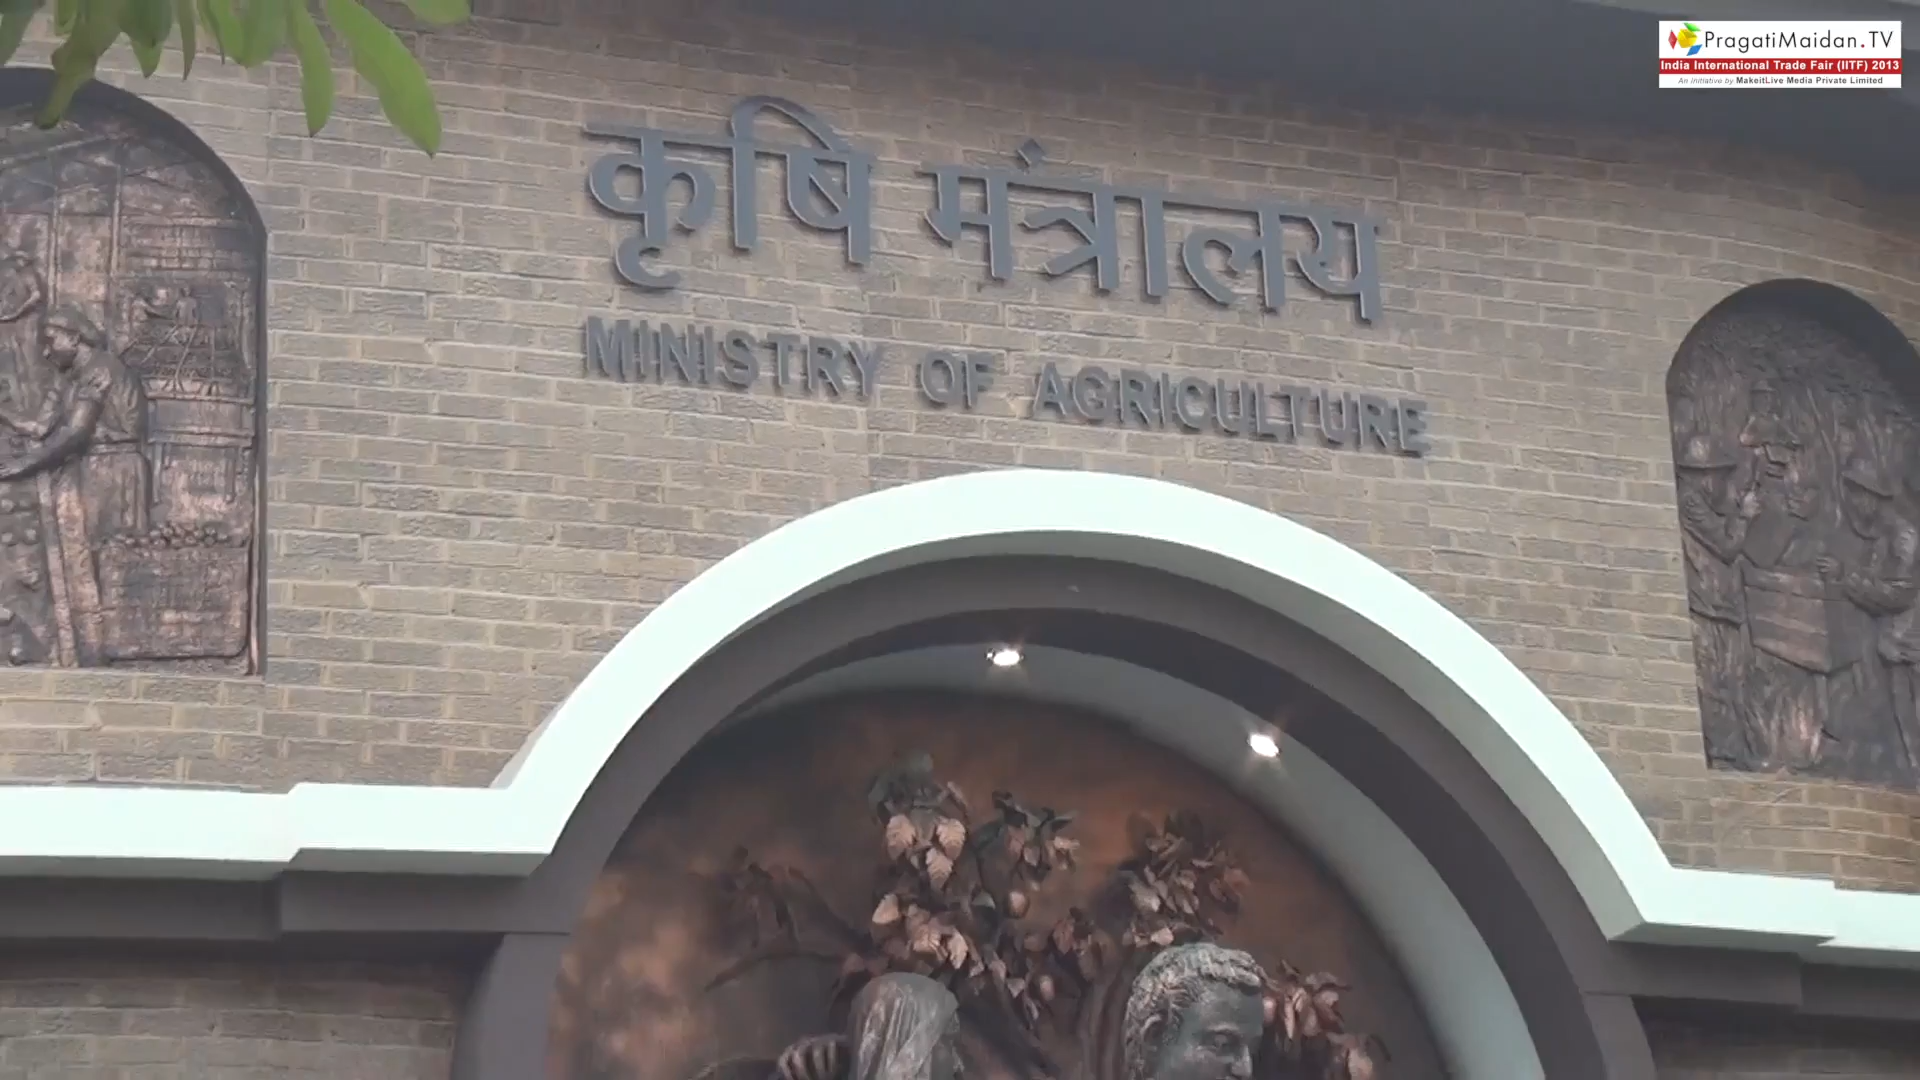 PragatiMaidan.TV
India International Trade Fair (IITF) 2013
An Initiative by MakeitLive Media Private Limited
कृषि मंत्रालय
MINISTRY OF AGRICULTURE